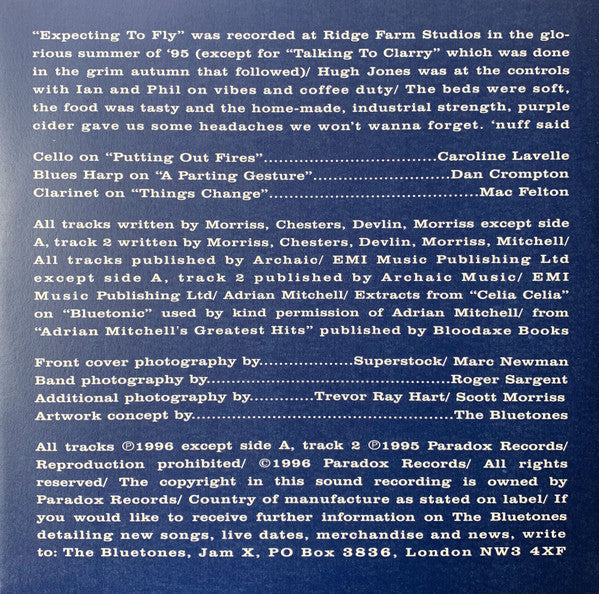 “Expecting To Fly” was recorded at Ridge Farm Studios in the glo-
rious summer of ‘95 (except for “Talking To Clarry” which was done
in the grim autumn that followed)/ Hugh Jones was at the controls
with Ian and Phil on vibes and coffee duty/ The beds were soft,
the food was tasty and the home-made, industrial strength, purple
cider gave us some headaches we won’t wanna forget. ‘nuff said
Cello on “Putting Out Fires”....................................Caroline Lavelle
Blues Harp on “A Parting Gesture”.............................Dan Crompton
Clarinet on “Things Change”......................................Mac Felton
All tracks written by Morriss, Chesters, Devlin, Morriss except side
A, track 2 written by Morriss, Chesters, Devlin, Morriss, Mitchell/
All tracks published by Archaic/ EMI Music Publishing Ltd
except side A, track 2 published by Archaic Music/ EMI
Music Publishing Ltd/ Adrian Mitchell/ Extracts from “Celia Celia”
on “Bluetonic” used by kind permission of Adrian Mitchell/ from
“Adrian Mitchell's Greatest Hits” published by Bloodaxe Books
Front cover photography by...................Superstock/ Marc Newman
Band photography by..................................................Roger Sargent
Additional photography by............Trevor Ray Hart/ Scott Morriss
Artwork concept by......................................................The Bluetones
All tracks ℗1996 except side A, track 2 ℗1995 Paradox Records/
Reproduction prohibited/ ©1996 Paradox Records/ All rights
reserved/ The copyright in this sound recording is owned by
Paradox Records/ Country of manufacture as stated on label/ If
you would like to receive further information on The Bluetones
detailing new songs, live dates, merchandise and news, write
to: The Bluetones, Jam X, PO Box 3836, London NW3 4XF